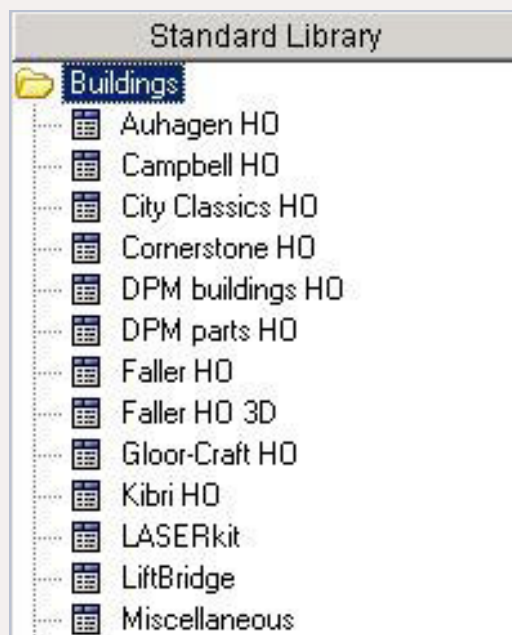 Standard Library
Buildings
Auhagen HO
Campbell HO
City Classics HO
Cornerstone HO
DPM buildings HO
DPM parts HO
Faller HO
Faller HO 3D
Gloor-Craft HO
Kibri HO
LASERkit
LiftBridge
Miscellaneous